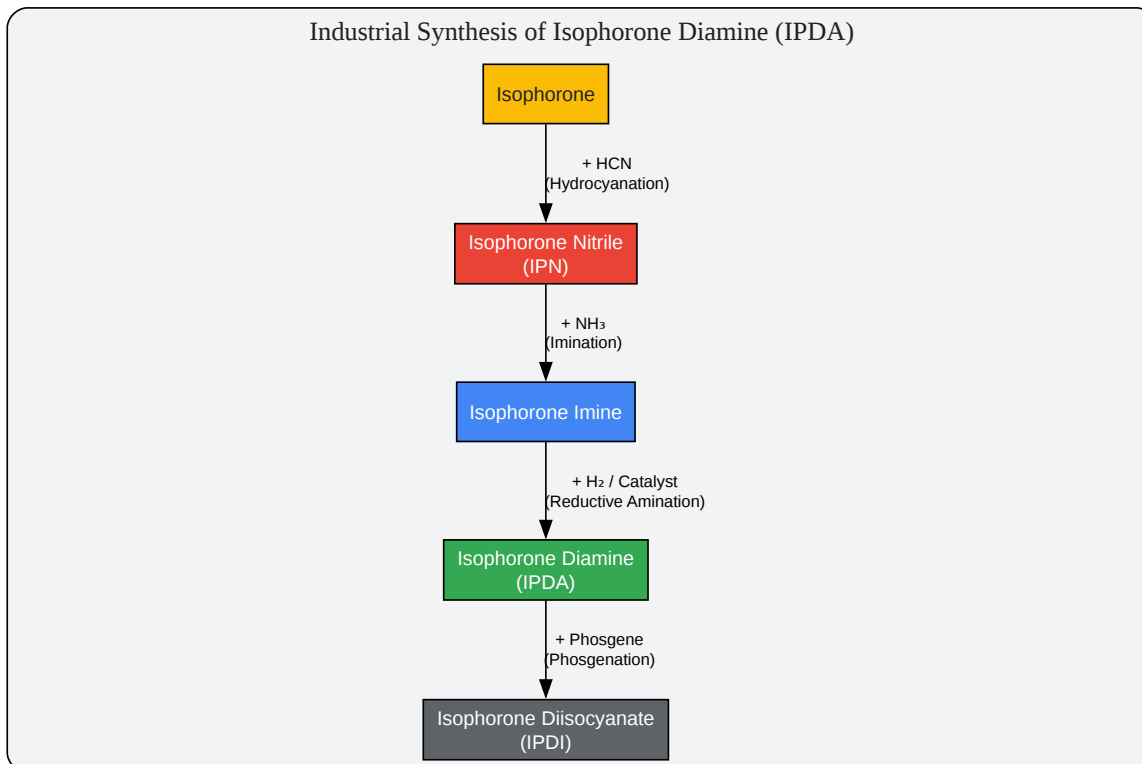 Industrial Synthesis of Isophorone Diamine (IPDA)
Isophorone
+ HCN
(Hydrocyanation)
Isophorone Nitrile
(IPN)
+ NH₃
(Imination)
Isophorone Imine
+ H₂ / Catalyst
(Reductive Amination)
Isophorone Diamine
(IPDA)
+ Phosgene
(Phosgenation)
Isophorone Diisocyanate
(IPDI)